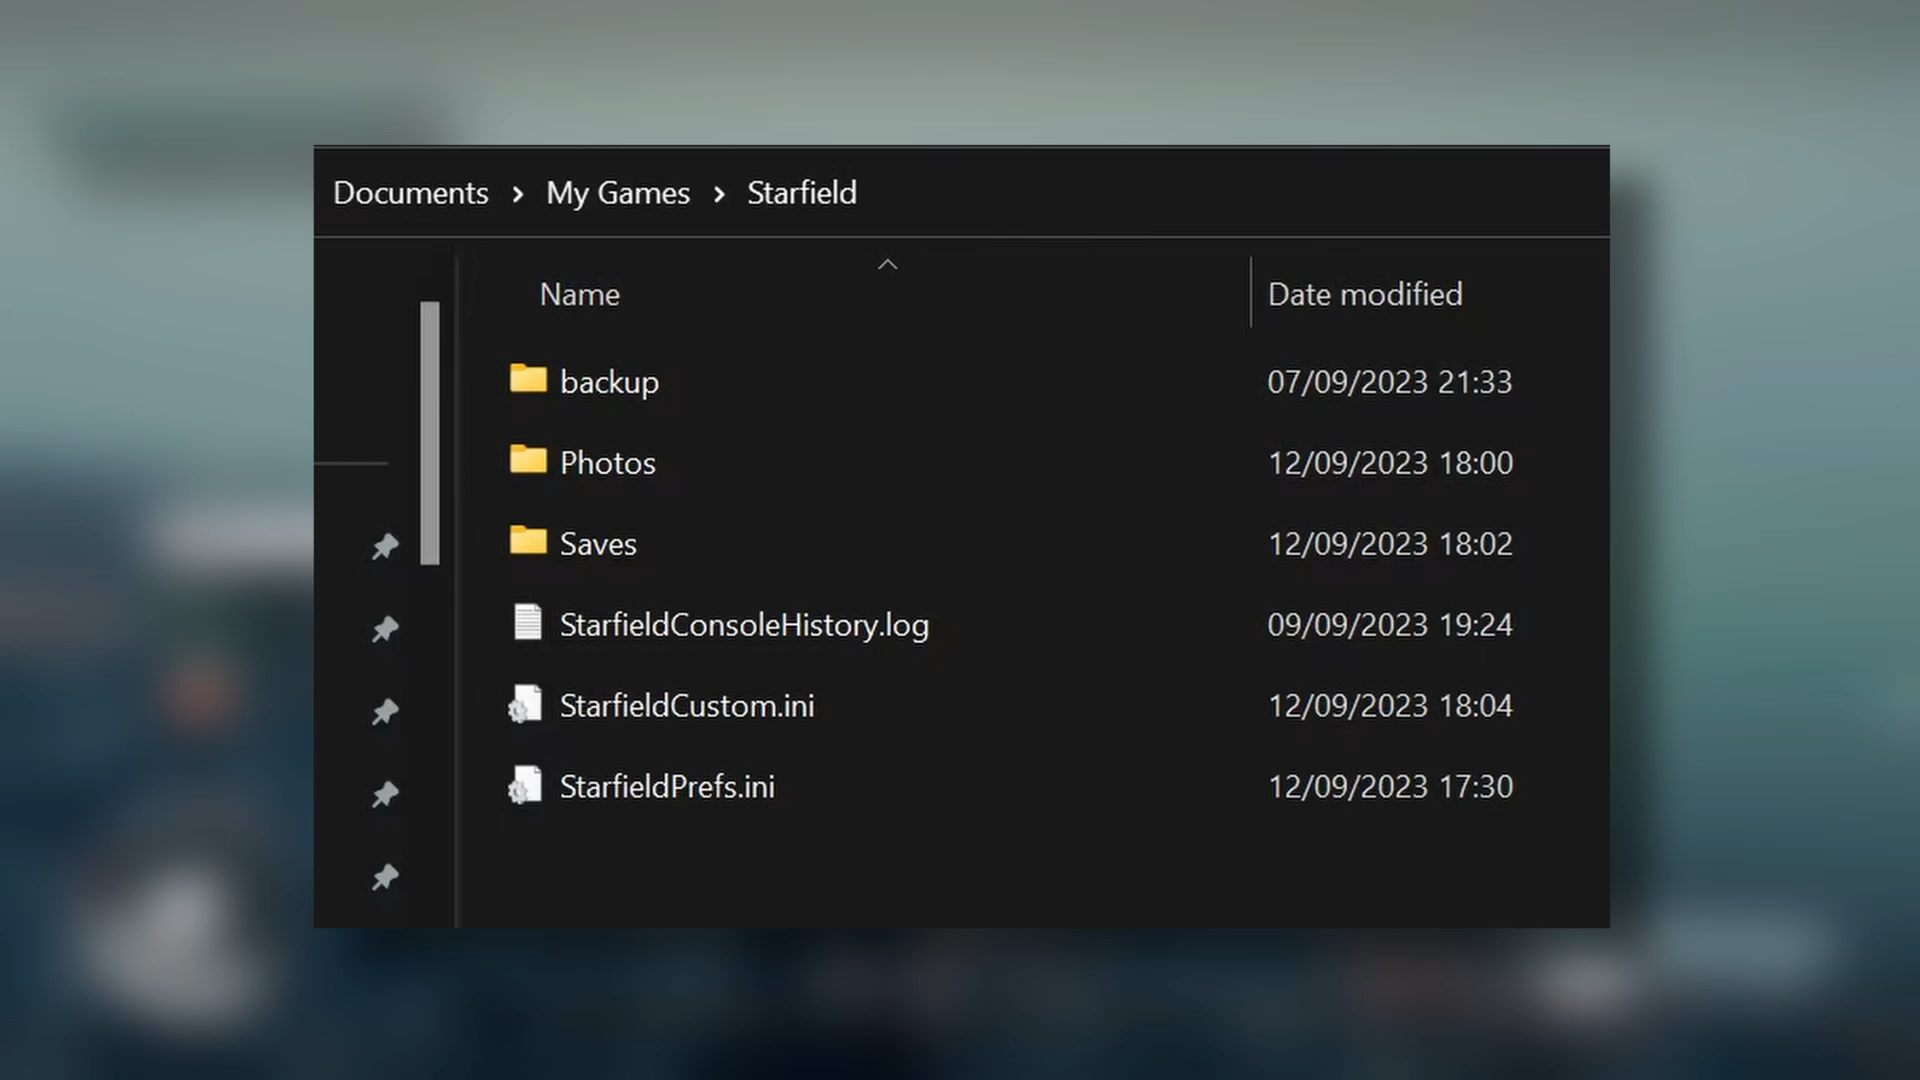 Documents > My Games > Starfield
Name Date modified
backup 07/09/2023 21:33
Photos 12/09/2023 18:00
Saves 12/09/2023 18:02
StarfieldConsoleHistory.log 09/09/2023 19:24
StarfieldCustom.ini 12/09/2023 18:04
StarfieldPrefs.ini 12/09/2023 17:30